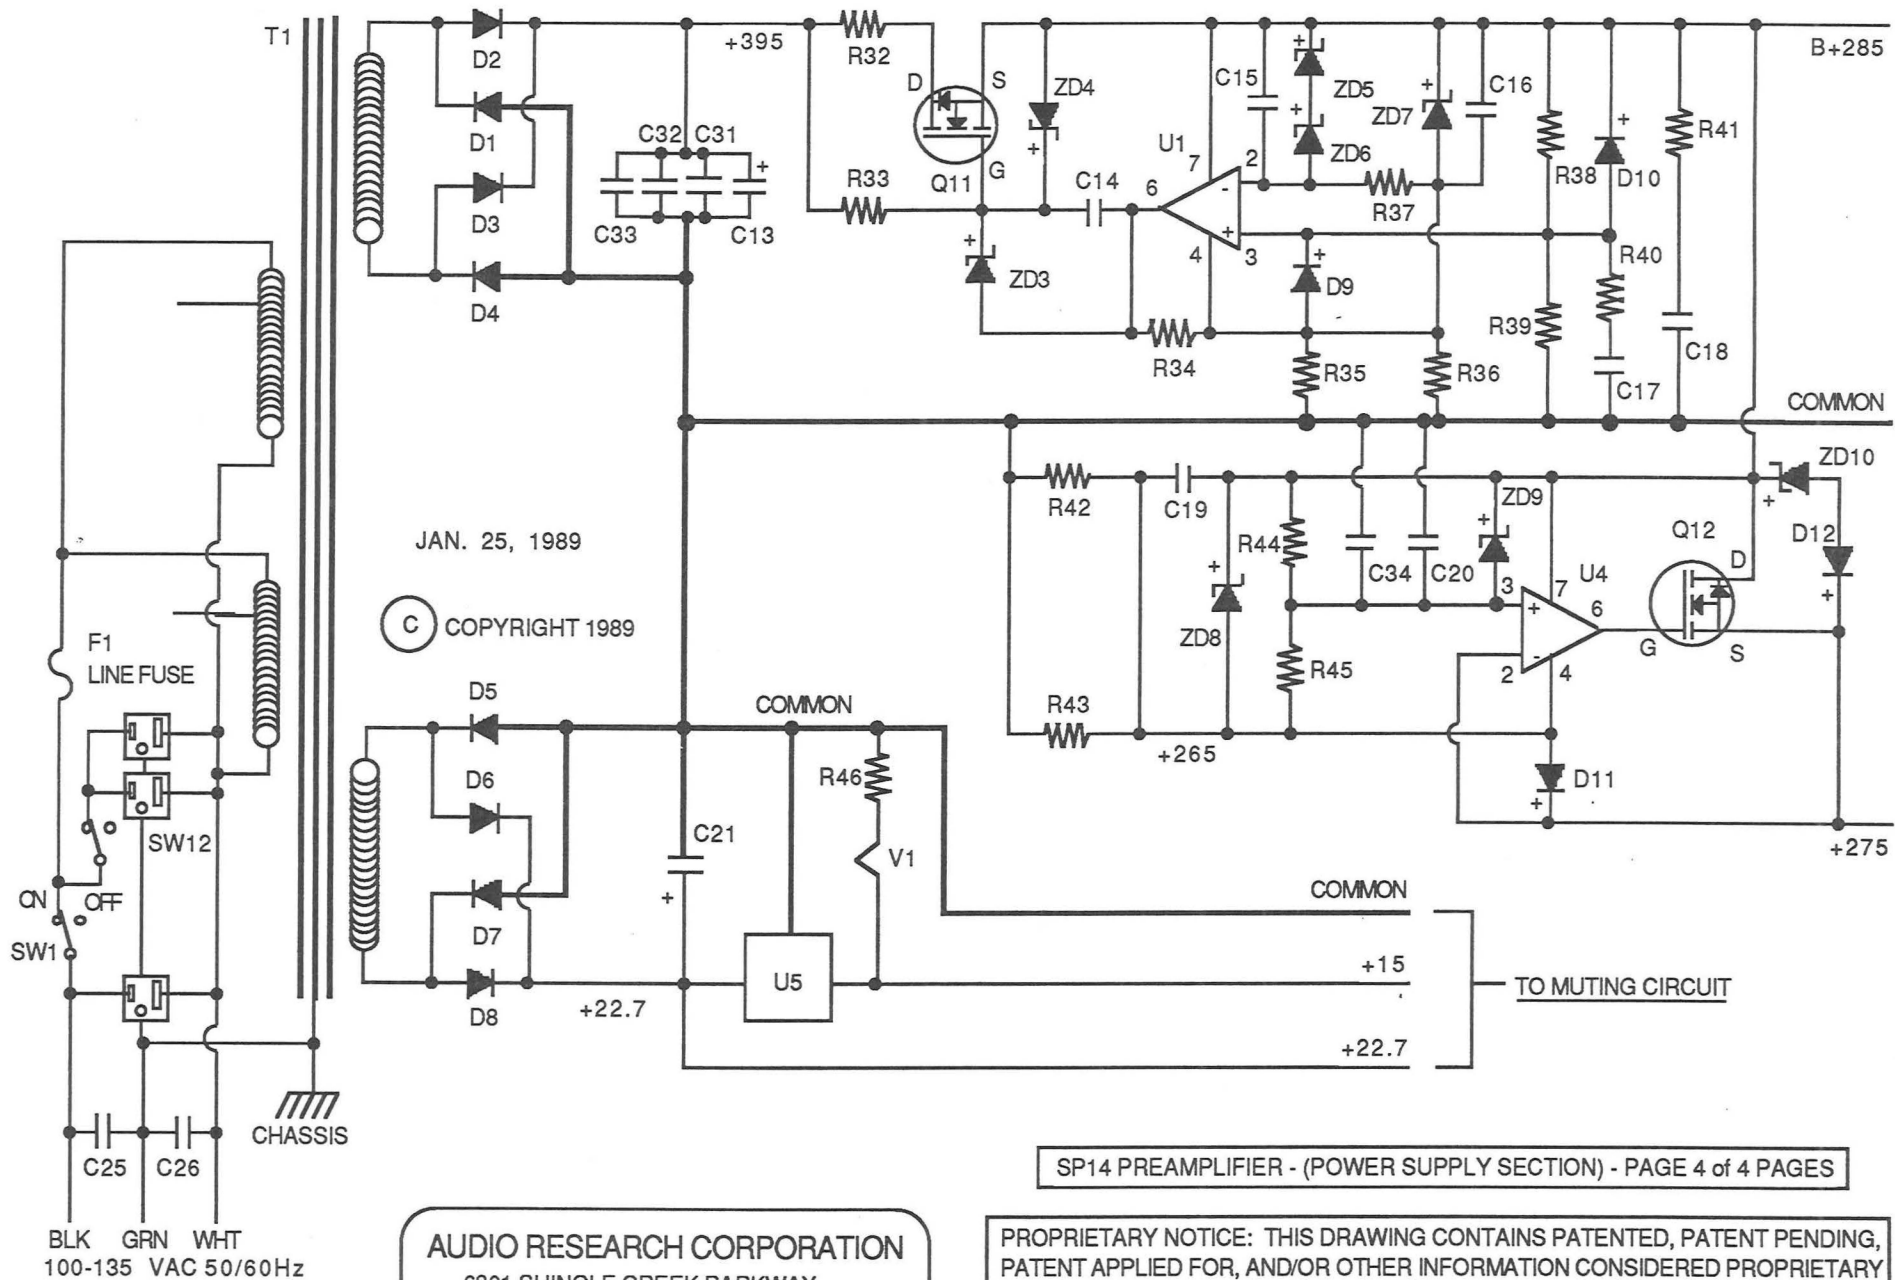 T1
D2
D1
D3
D4
+395
C32
C31
C33
C13
R32
R33
D
S
G
Q11
ZD4
ZD3
C14
6
U1
7
2
-
+
4
3
C15
+
ZD5
+
ZD6
ZD7
C16
R37
R38
D10
+
R41
B+285
R40
R39
D9
+
R34
R35
R36
C17
C18
COMMON
R42
C19
R44
ZD8
+
R45
R43
+265
C34
C20
ZD9
+
3
+
-
2
7
U4
6
4
D11
+
Q12
D
G
S
ZD10
+
D12
+
+275
JAN. 25, 1989
C COPYRIGHT 1989
F1
LINE FUSE
SW12
ON
OFF
SW1
CHASSIS
C25
C26
BLK GRN WHT
100-135 VAC 50/60Hz
D5
D6
D7
D8
+22.7
C21
+
COMMON
R46
V1
U5
COMMON
+15
+22.7
TO MUTING CIRCUIT
SP14 PREAMPLIFIER - (POWER SUPPLY SECTION) - PAGE 4 of 4 PAGES
AUDIO RESEARCH CORPORATION
PROPRIETARY NOTICE: THIS DRAWING CONTAINS PATENTED, PATENT PENDING,
PATENT APPLIED FOR, AND/OR OTHER INFORMATION CONSIDERED PROPRIETARY